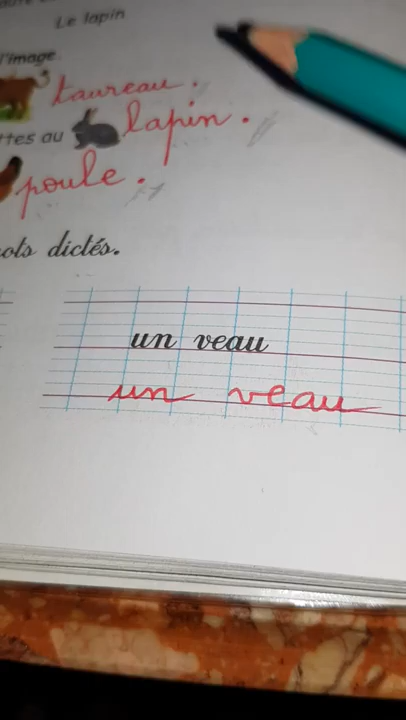 Le lapin
l'image.
taureau.
ttes au lapin.
poule.
ots dictés.
un veau
un veau